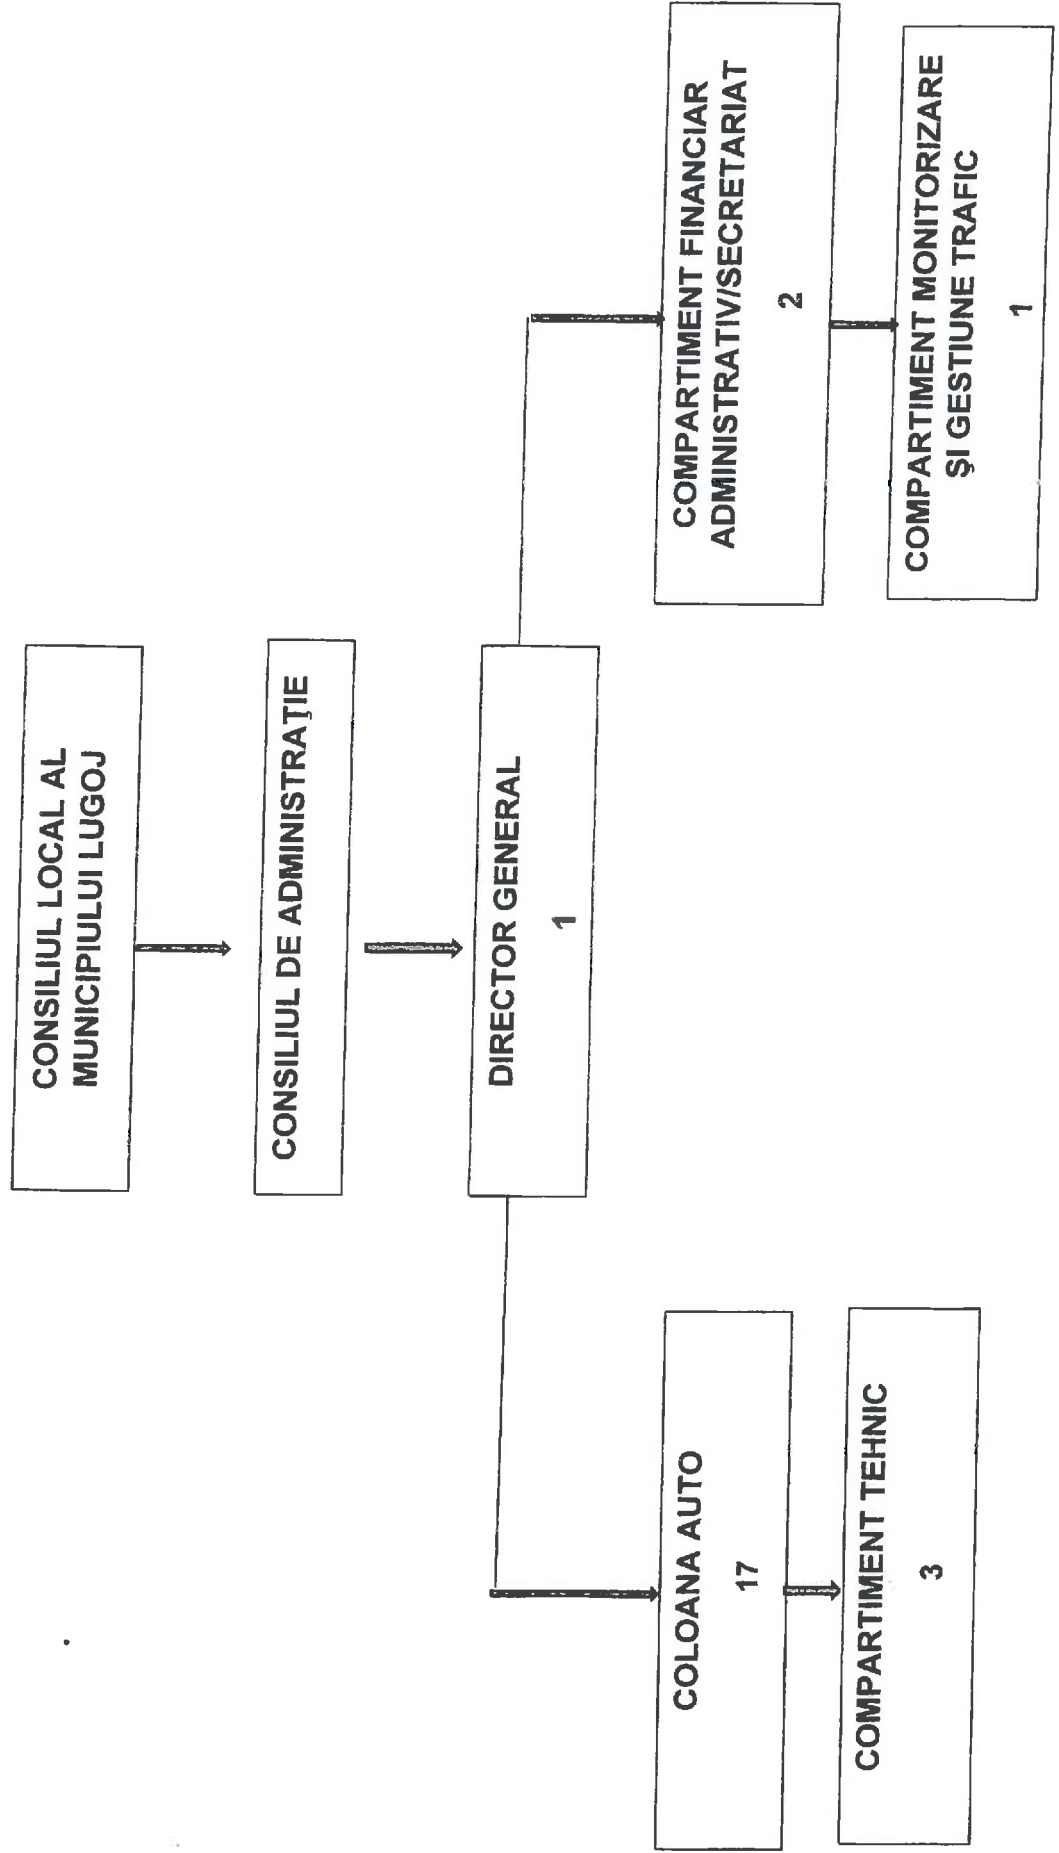 CONSILIUL LOCAL AL
MUNICIPIULUI LUGOJ
CONSILIUL DE ADMINISTRAŢIE
DIRECTOR GENERAL
1
COLOANA AUTO
17
COMPARTIMENT TEHNIC
3
COMPARTIMENT FINANCIAR
ADMINISTRATIV/SECRETARIAT
2
COMPARTIMENT MONITORIZARE
ŞI GESTIUNE TRAFIC
1